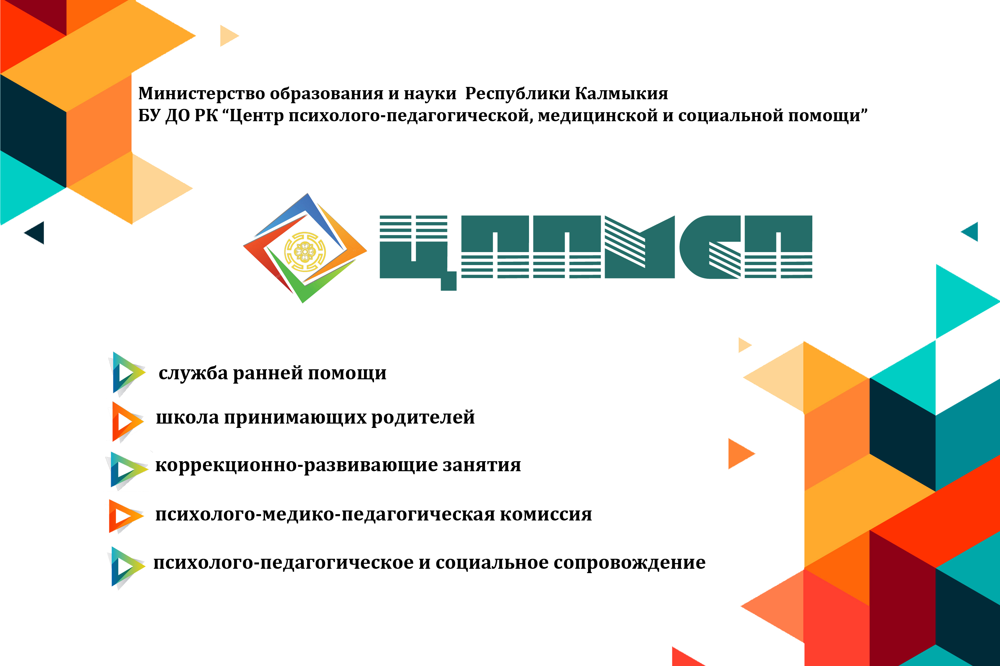 Министерство образования и науки Республики Калмыкия
БУ ДО РК “Центр психолого-педагогической, медицинской и социальной помощи”
ЦППМСП
служба ранней помощи
школа принимающих родителей
коррекционно-развивающие занятия
психолого-медико-педагогическая комиссия
психолого-педагогическое и социальное сопровождение